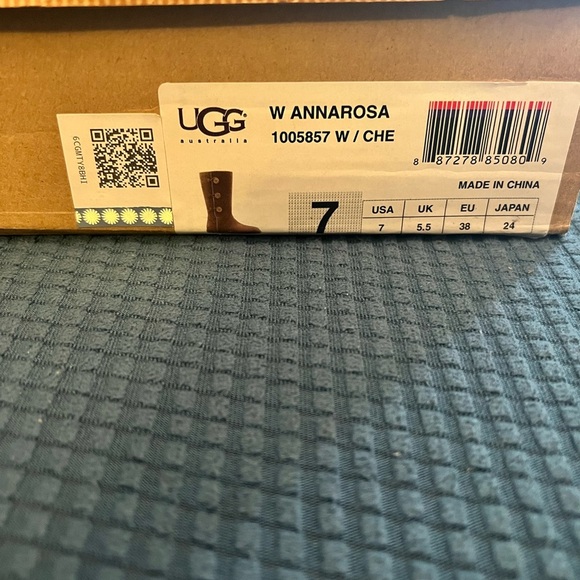 6CGMTY8BHI
UGG
australia
W ANNAROSA
1005857 W / CHE
8 87278 85080 9
MADE IN CHINA
7
USA UK EU JAPAN
7 5.5 38 24